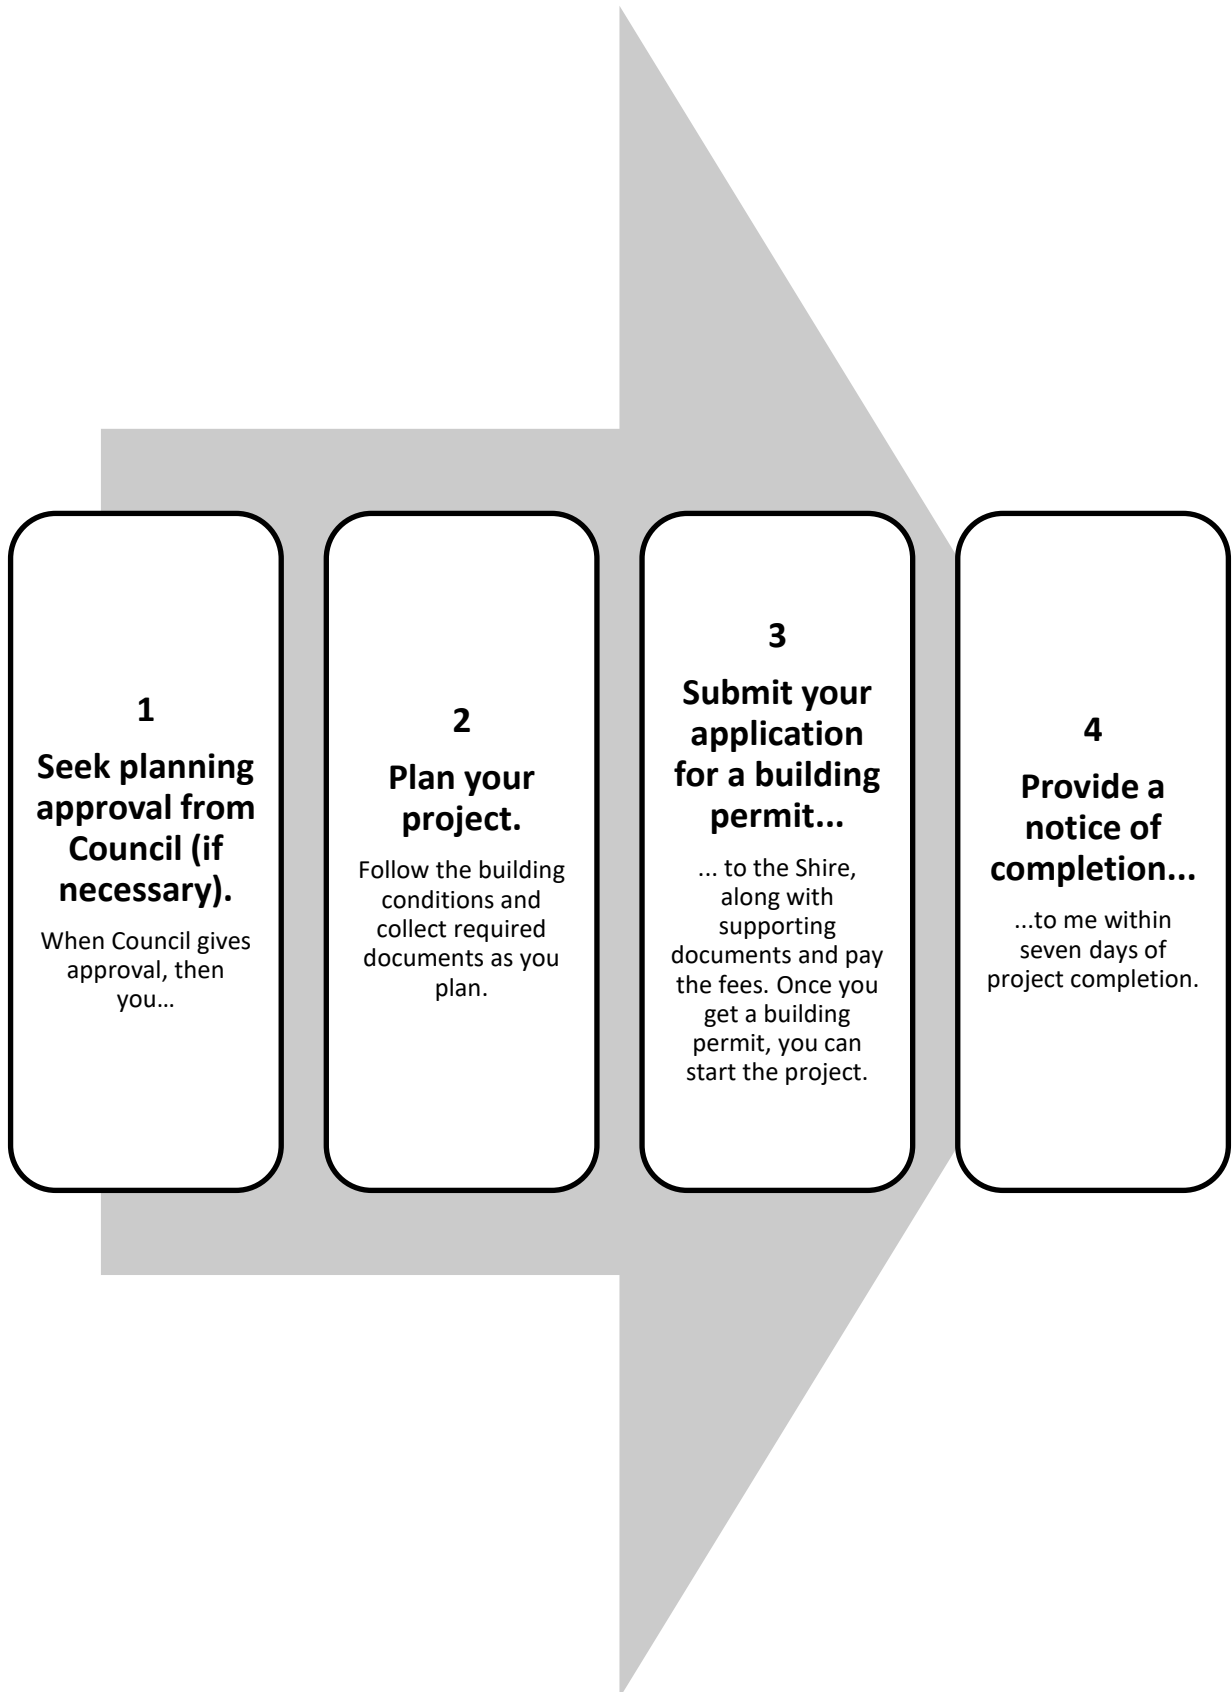 1
Seek planning
approval from
Council (if
necessary).
When Council gives
approval, then
you...
2
Plan your
project.
Follow the building
conditions and
collect required
documents as you
plan.
3
Submit your
application
for a building
permit...
... to the Shire,
along with
supporting
documents and pay
the fees. Once you
get a building
permit, you can
start the project.
4
Provide a
notice of
completion...
...to me within
seven days of
project completion.